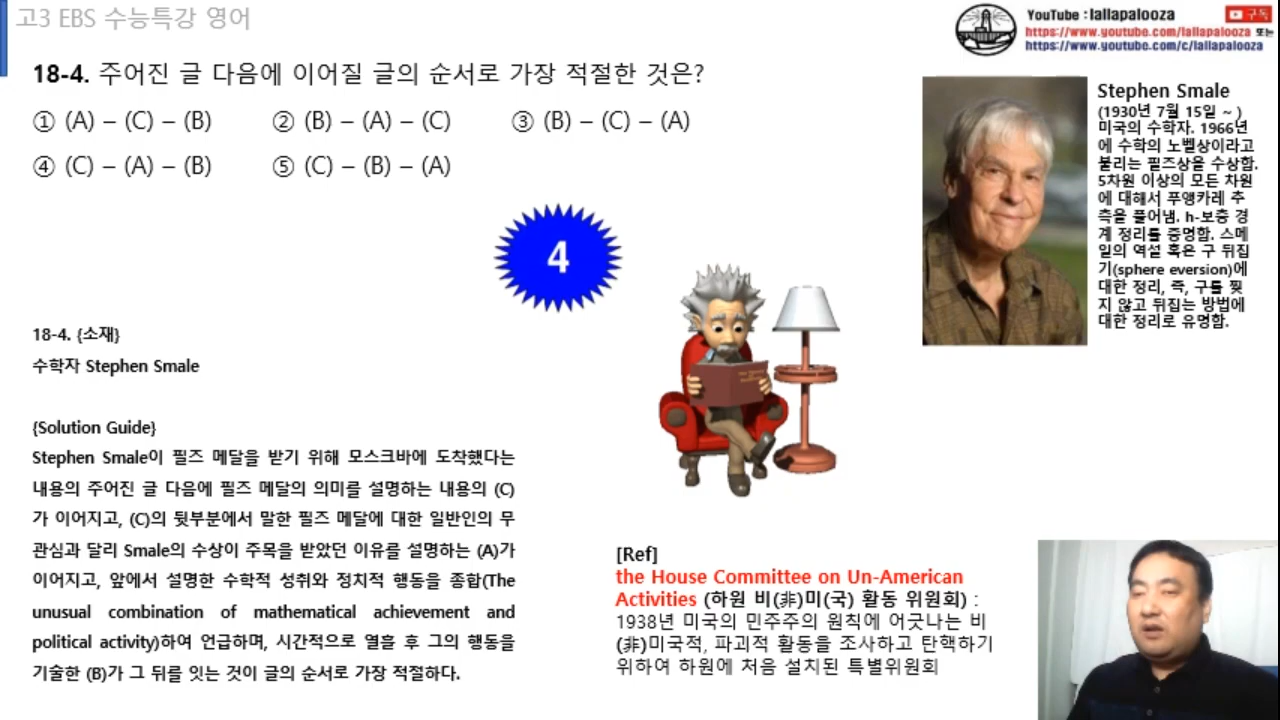 고3 EBS 수능특강 영어
YouTube : lallapalooza
구독
https://www.youtube.com/lallapalooza 또는
https://www.youtube.com/c/lallapalooza
18-4. 주어진 글 다음에 이어질 글의 순서로 가장 적절한 것은?
① (A) – (C) – (B) ② (B) – (A) – (C) ③ (B) – (C) – (A)
④ (C) – (A) – (B) ⑤ (C) – (B) – (A)
Stephen Smale
(1930년 7월 15일 ~ )
미국의 수학자. 1966년
에 수학의 노벨상이라고
불리는 필즈상을 수상함.
5차원 이상의 모든 차원
에 대해서 푸앵카레 추
측을 풀어냄. h-보충 경
계 정리를 증명함. 스메
일의 역설 혹은 구 뒤집
기(sphere eversion)에
대한 정리, 즉, 구를 찢
지 않고 뒤집는 방법에
대한 정리로 유명함.
4
18-4. {소재}
수학자 Stephen Smale
{Solution Guide}
Stephen Smale이 필즈 메달을 받기 위해 모스크바에 도착했다는
내용의 주어진 글 다음에 필즈 메달의 의미를 설명하는 내용의 (C)
가 이어지고, (C)의 뒷부분에서 말한 필즈 메달에 대한 일반인의 무
관심과 달리 Smale의 수상이 주목을 받았던 이유를 설명하는 (A)가
이어지고, 앞에서 설명한 수학적 성취와 정치적 행동을 종합(The
unusual combination of mathematical achievement and
political activity)하여 언급하며, 시간적으로 열흘 후 그의 행동을
기술한 (B)가 그 뒤를 잇는 것이 글의 순서로 가장 적절하다.
[Ref]
the House Committee on Un-American
Activities (하원 비(非)미(국) 활동 위원회) :
1938년 미국의 민주주의 원칙에 어긋나는 비
(非)미국적, 파괴적 활동을 조사하고 탄핵하기
위하여 하원에 처음 설치된 특별위원회